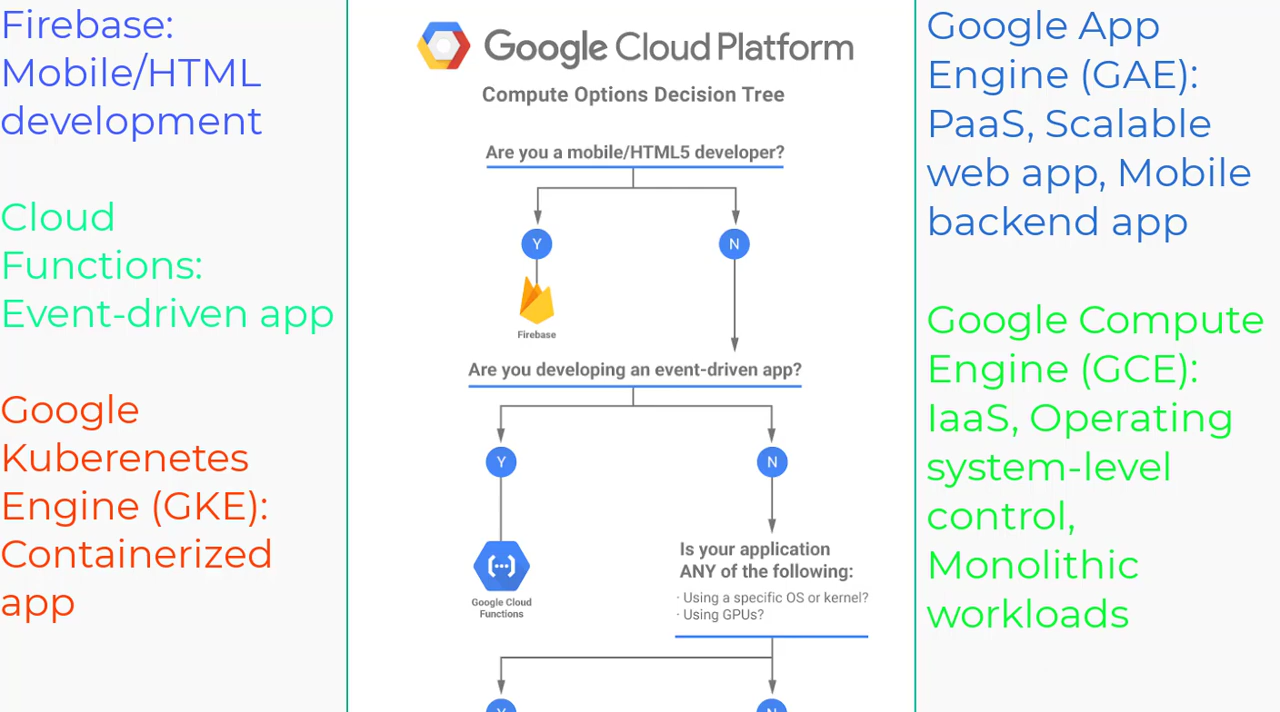 Firebase:
Mobile/HTML
development
Cloud
Functions:
Event-driven app
Google
Kuberenetes
Engine (GKE):
Containerized
app
Google Cloud Platform
Compute Options Decision Tree
Are you a mobile/HTML5 developer?
Y
N
Firebase
Are you developing an event-driven app?
Y
N
Google Cloud
Functions
Is your application
ANY of the following:
· Using a specific OS or kernel?
· Using GPUs?
Y
N
Google App
Engine (GAE):
PaaS, Scalable
web app, Mobile
backend app
Google Compute
Engine (GCE):
IaaS, Operating
system-level
control,
Monolithic
workloads